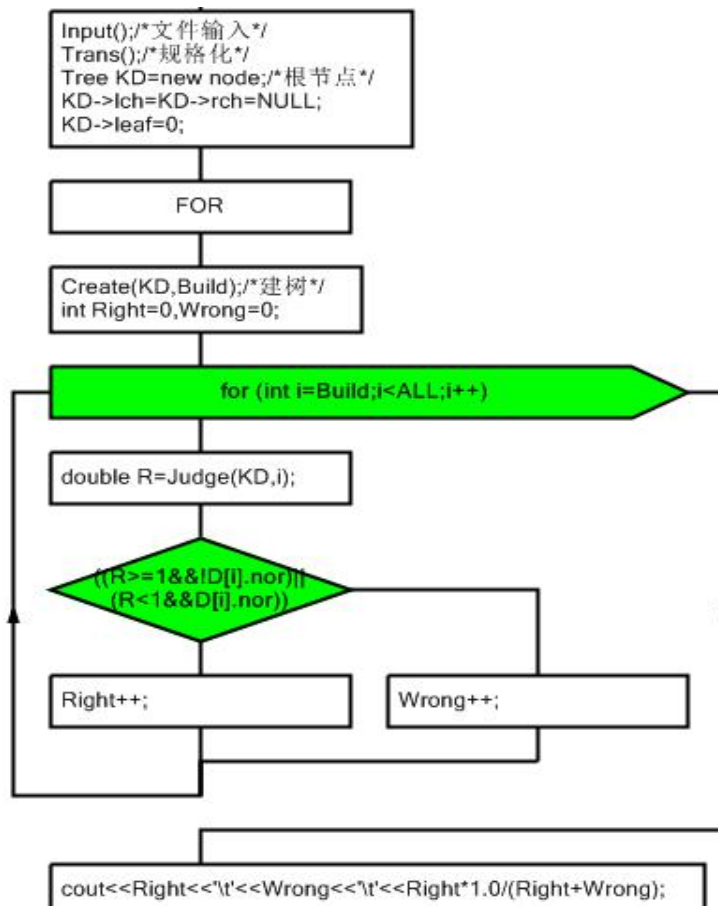 Input();/*文件输入*/
Trans();/*规格化*/
Tree KD=new node;/*根节点*/
KD->lch=KD->rch=NULL;
KD->leaf=0;
FOR
Create(KD,Build);/*建树*/
int Right=0,Wrong=0;
for (int i=Build;i<ALL;i++)
double R=Judge(KD,i);
((R>=1&&!D[i].nor)||
(R<1&&D[i].nor))
Right++;
Wrong++;
cout<<Right<<'\t'<<Wrong<<'\t'<<Right*1.0/(Right+Wrong);